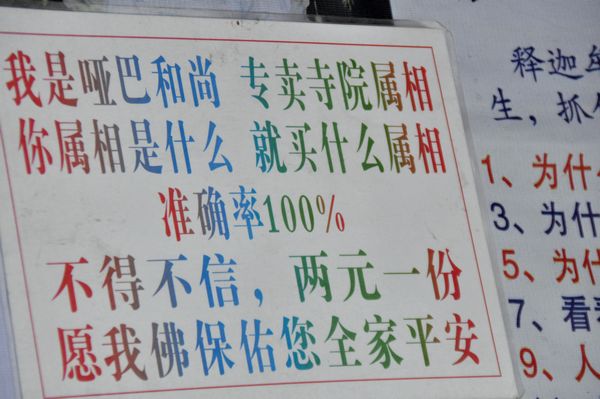 我是哑巴和尚 专卖寺院属相
你属相是什么 就买什么属相
准确率100%
不得不信，两元一份
愿我佛保佑您全家平安
释迦牟
生，抓
1、为什
3、为什
5、为什
7、看看
9、人